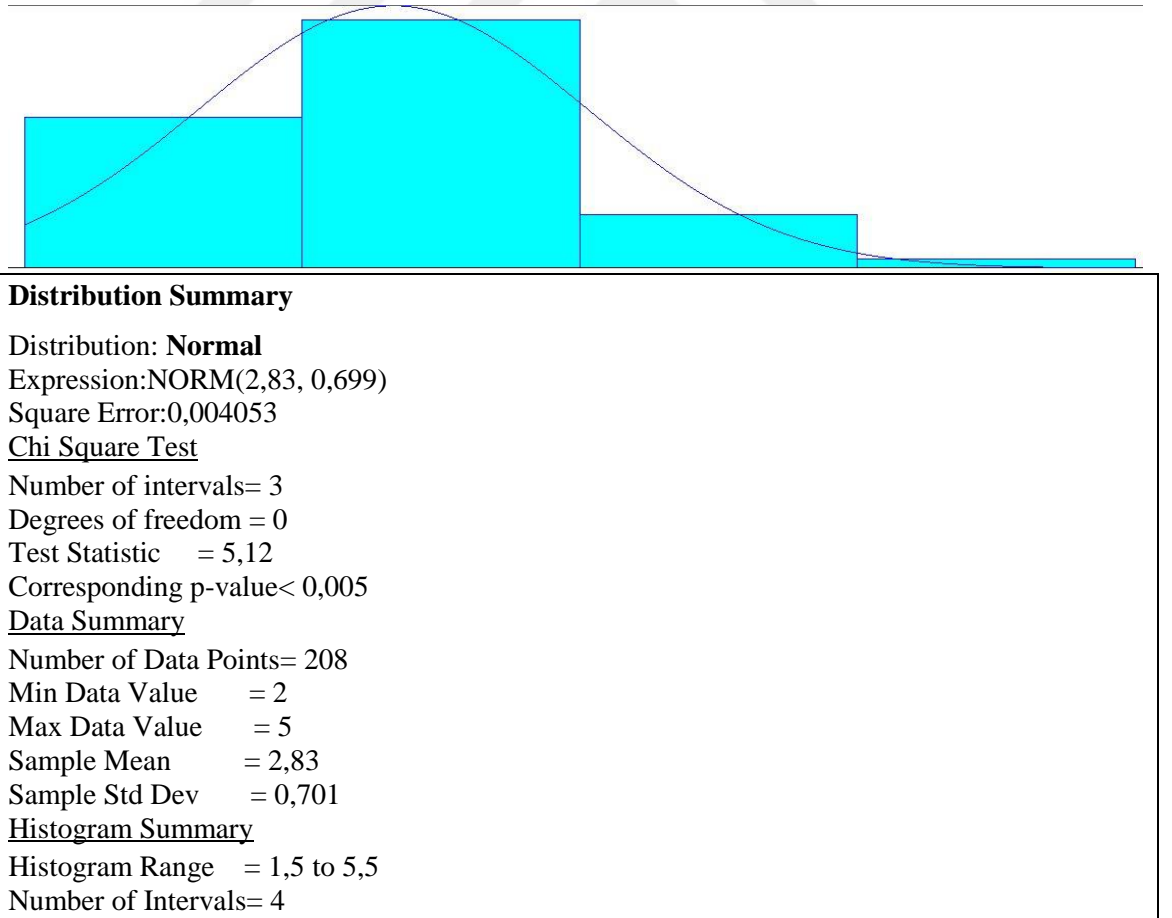 Distribution Summary
Distribution: Normal
Expression:NORM(2,83, 0,699)
Square Error:0,004053
Chi Square Test
Number of intervals= 3
Degrees of freedom = 0
Test Statistic = 5,12
Corresponding p-value< 0,005
Data Summary
Number of Data Points= 208
Min Data Value = 2
Max Data Value = 5
Sample Mean = 2,83
Sample Std Dev = 0,701
Histogram Summary
Histogram Range = 1,5 to 5,5
Number of Intervals= 4